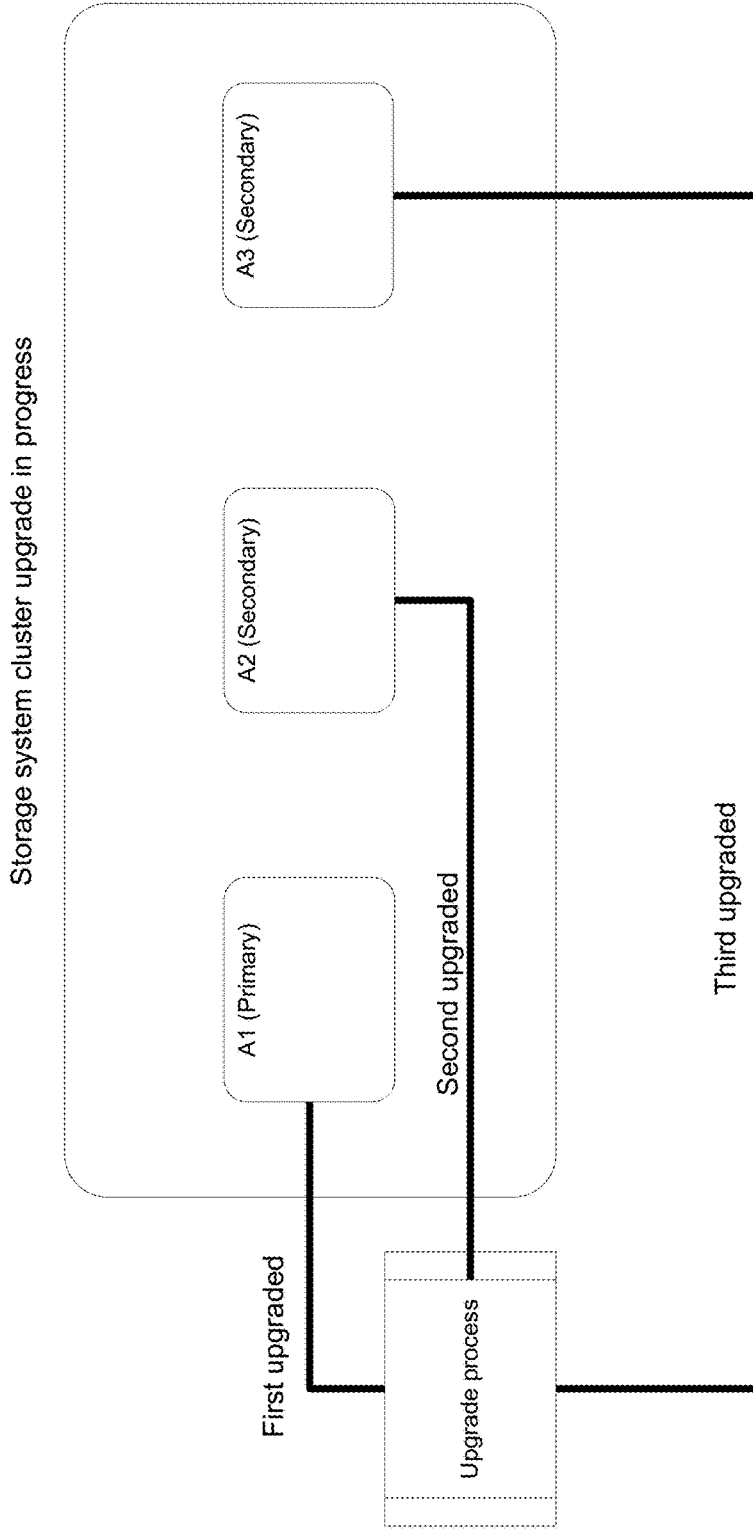 Storage system cluster upgrade in progress
A1 (Primary)
A2 (Secondary)
A3 (Secondary)
First upgraded
Second upgraded
Upgrade process
Third upgraded